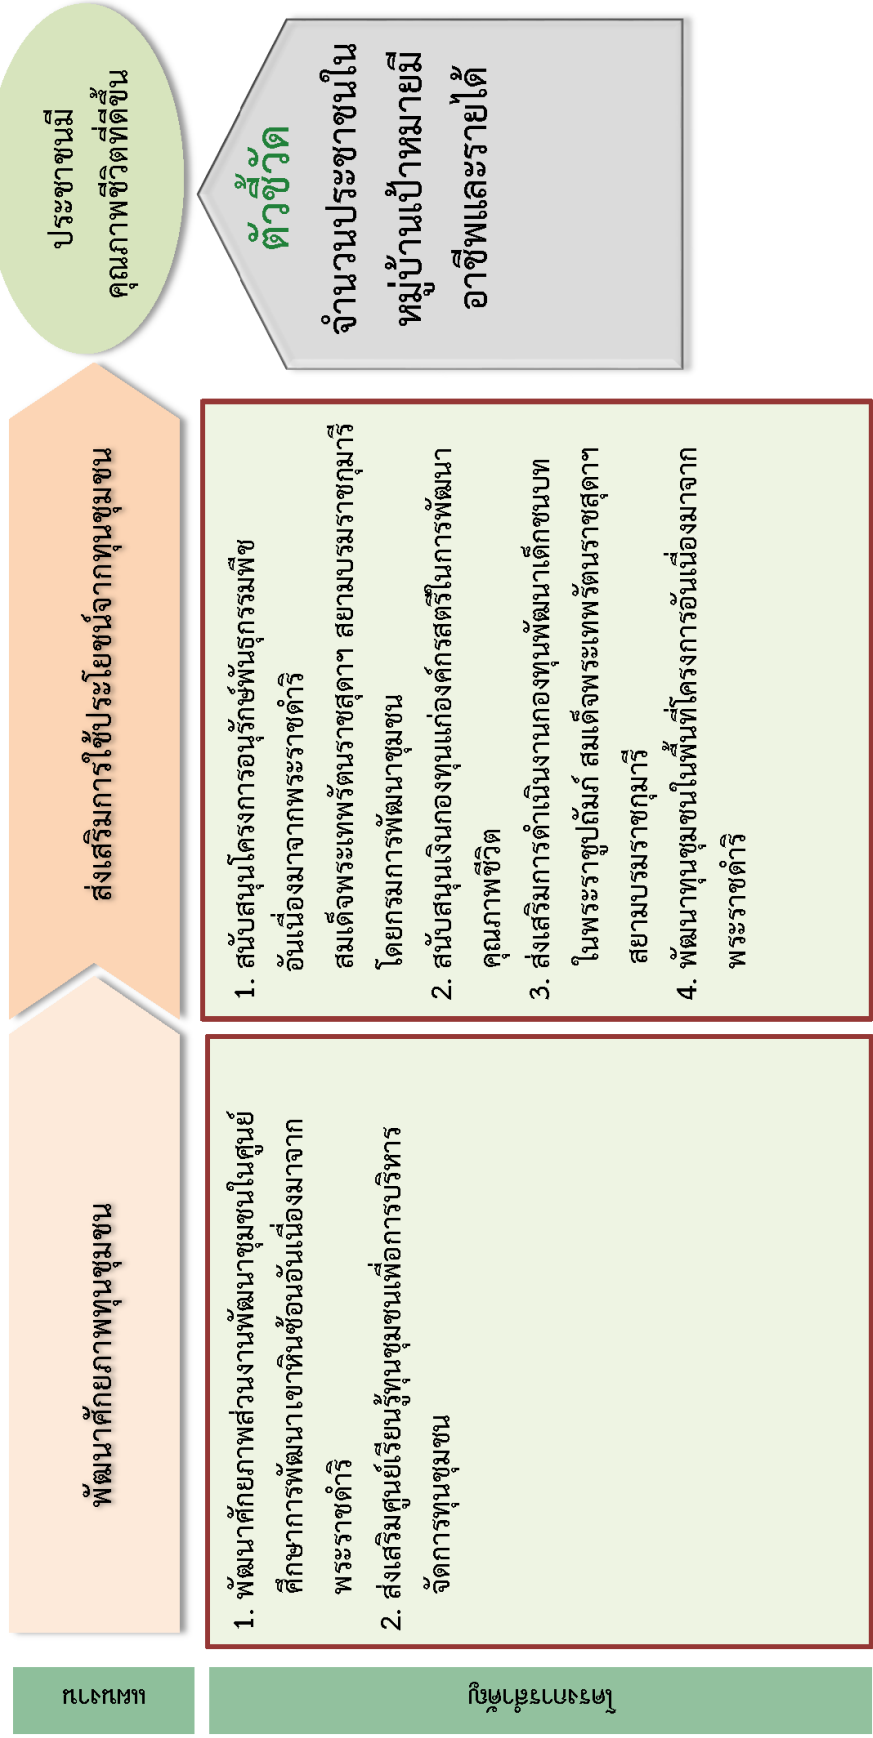 แผนงาน
พัฒนาศักยภาพทุนชุมชน
ส่งเสริมการใช้ประโยชน์จากทุนชุมชน
ประชาชนมี
คุณภาพชีวิตที่ดีขึ้น
โครงการสำคัญ
1. พัฒนาศักยภาพส่วนงานพัฒนาชุมชนในศูนย์
ศึกษาการพัฒนาเขาหินซ้อนอันเนื่องมาจาก
พระราชดำริ
2. ส่งเสริมศูนย์เรียนรู้ทุนชุมชนเพื่อการบริหาร
จัดการทุนชุมชน
1. สนับสนุนโครงการอนุรักษ์พันธุกรรมพืช
อันเนื่องมาจากพระราชดำริ
สมเด็จพระเทพรัตนราชสุดาฯ สยามบรมราชกุมารี
โดยกรมการพัฒนาชุมชน
2. สนับสนุนเงินกองทุนแก่องค์กรสตรีในการพัฒนา
คุณภาพชีวิต
3. ส่งเสริมการดำเนินงานกองทุนพัฒนาเด็กชนบท
ในพระราชูปถัมภ์ สมเด็จพระเทพรัตนราชสุดาฯ
สยามบรมราชกุมารี
4. พัฒนาทุนชุมชนในพื้นที่โครงการอันเนื่องมาจาก
พระราชดำริ
ตัวชี้วัด
จำนวนประชาชนใน
หมู่บ้านเป้าหมายมี
อาชีพและรายได้